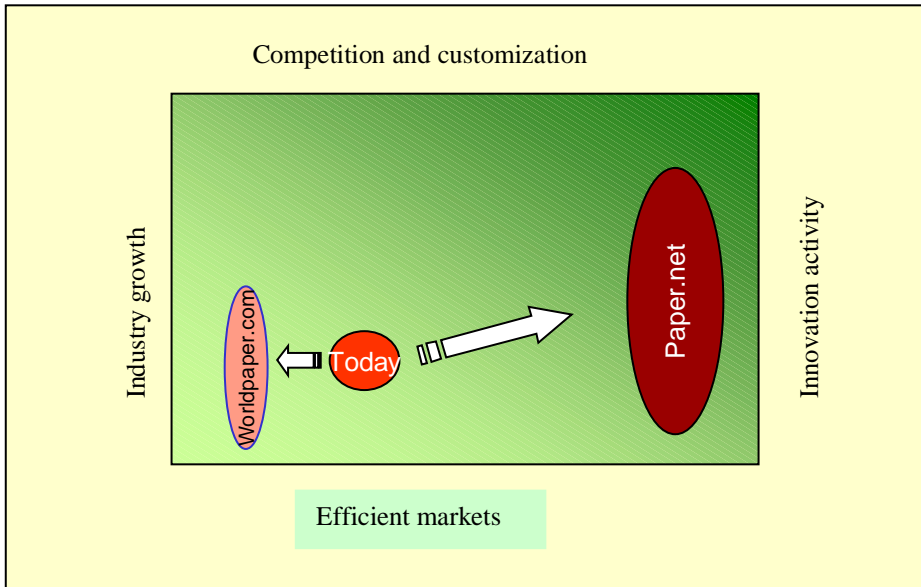 Competition and customization
Industry growth
Worldpaper.com
Today
Paper.net
Innovation activity
Efficient markets